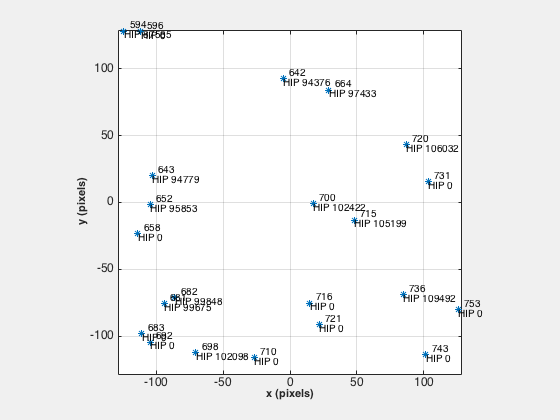 594 596
642
100
HIP 94376 664
HIP 97433
720
50
HIP 106032
643
HIP 94779
731
HIP 0
652
HIP 95853
700
HIP 102422
0
715
HIP 105199
658
HIP 0
-50
682
HIP 99848
HIP 99675
736
HIP 109492
716
HIP 0
753
HIP 0
721
HIP 0
683
-100
HIP 0
698
HIP 102098
710
HIP 0
743
HIP 0
-100 -50 0 50 100
x (pixels)
y (pixels)